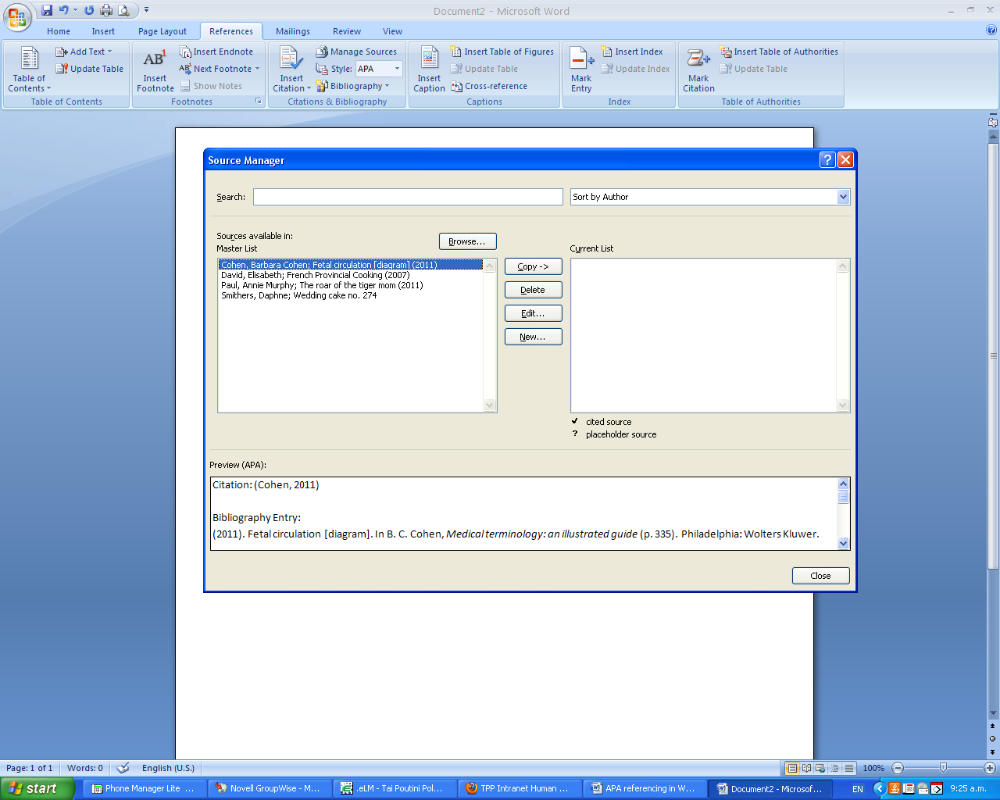 Document2 - Microsoft Word
Home Insert Page Layout References Mailings Review View
Table of Contents
Add Text
Update Table
Table of Contents
AB1
Insert Footnote
Insert Endnote
AB1 Next Footnote
Show Notes
Footnotes
Insert Citation
Manage Sources
Style: APA
Bibliography
Citations & Bibliography
Insert Caption
Insert Table of Figures
Update Table
Cross-reference
Captions
Mark Entry
Insert Index
Update Index
Index
Mark Citation
Insert Table of Authorities
Update Table
Table of Authorities
Source Manager
Search:
Sort by Author
Sources available in:
Master List
Browse...
Current List
Cohen, Barbara Cohen; Fetal circulation [diagram] (2011)
David, Elisabeth; French Provincial Cooking (2007)
Paul, Annie Murphy; The roar of the tiger mom (2011)
Smithers, Daphne; Wedding cake no. 274
Copy ->
Delete
Edit...
New...
cited source
? placeholder source
Preview (APA):
Citation: (Cohen, 2011)
Bibliography Entry:
(2011). Fetal circulation [diagram]. In B. C. Cohen, Medical terminology: an illustrated guide (p. 335). Philadelphia: Wolters Kluwer.
Close
Page: 1 of 1 Words: 0 English (U.S.) 100%
start Phone Manager Lite ... Novell GroupWise - M... .eLM - Tai Poutini Pol... TPP Intranet Human ... APA referencing in W... Document2 - Microsof... EN 9:25 a.m.